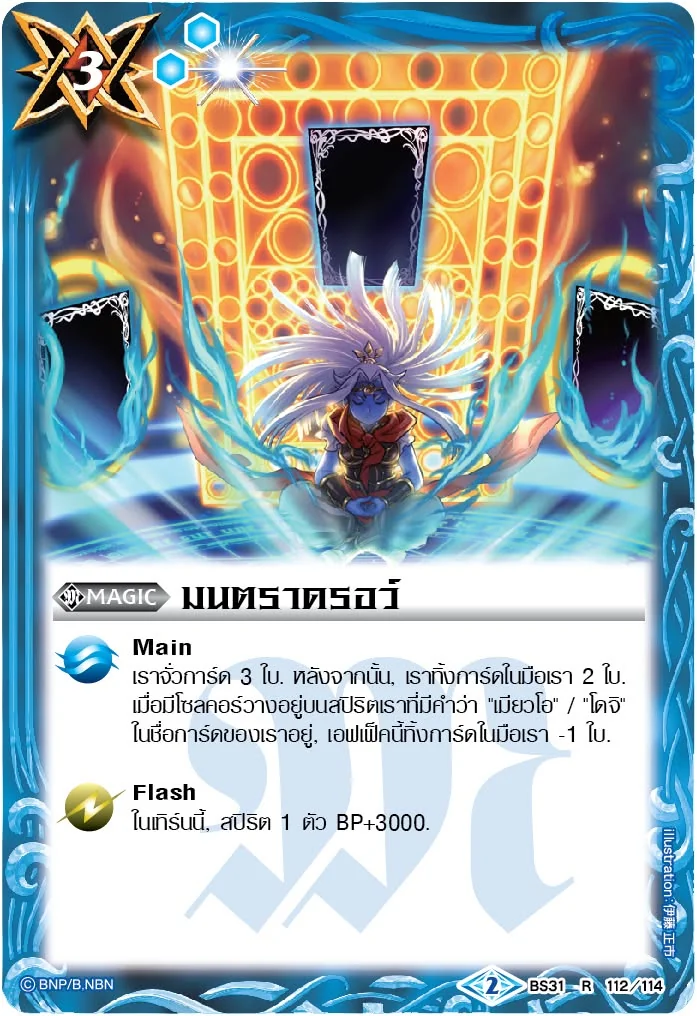 3
MAGIC มนตราดรอว์
Main
เราจั่วการ์ด 3 ใบ. หลังจากนั้น, เราทิ้งการ์ดในมือเรา 2 ใบ.
เมื่อมีโซลคอร์วางอยู่บนสปิริตเราที่มีคำว่า "เมียวโอ" / "โดจิ"
ในชื่อการ์ดของเราอยู่, เอฟเฟ็คนี้ทิ้งการ์ดในมือเรา -1 ใบ.
Flash
ในเทิร์นนี้, สปิริต 1 ตัว BP+3000.
illustration:伊藤 正市
© BNP/B.NBN
2 BS31 R 112/114